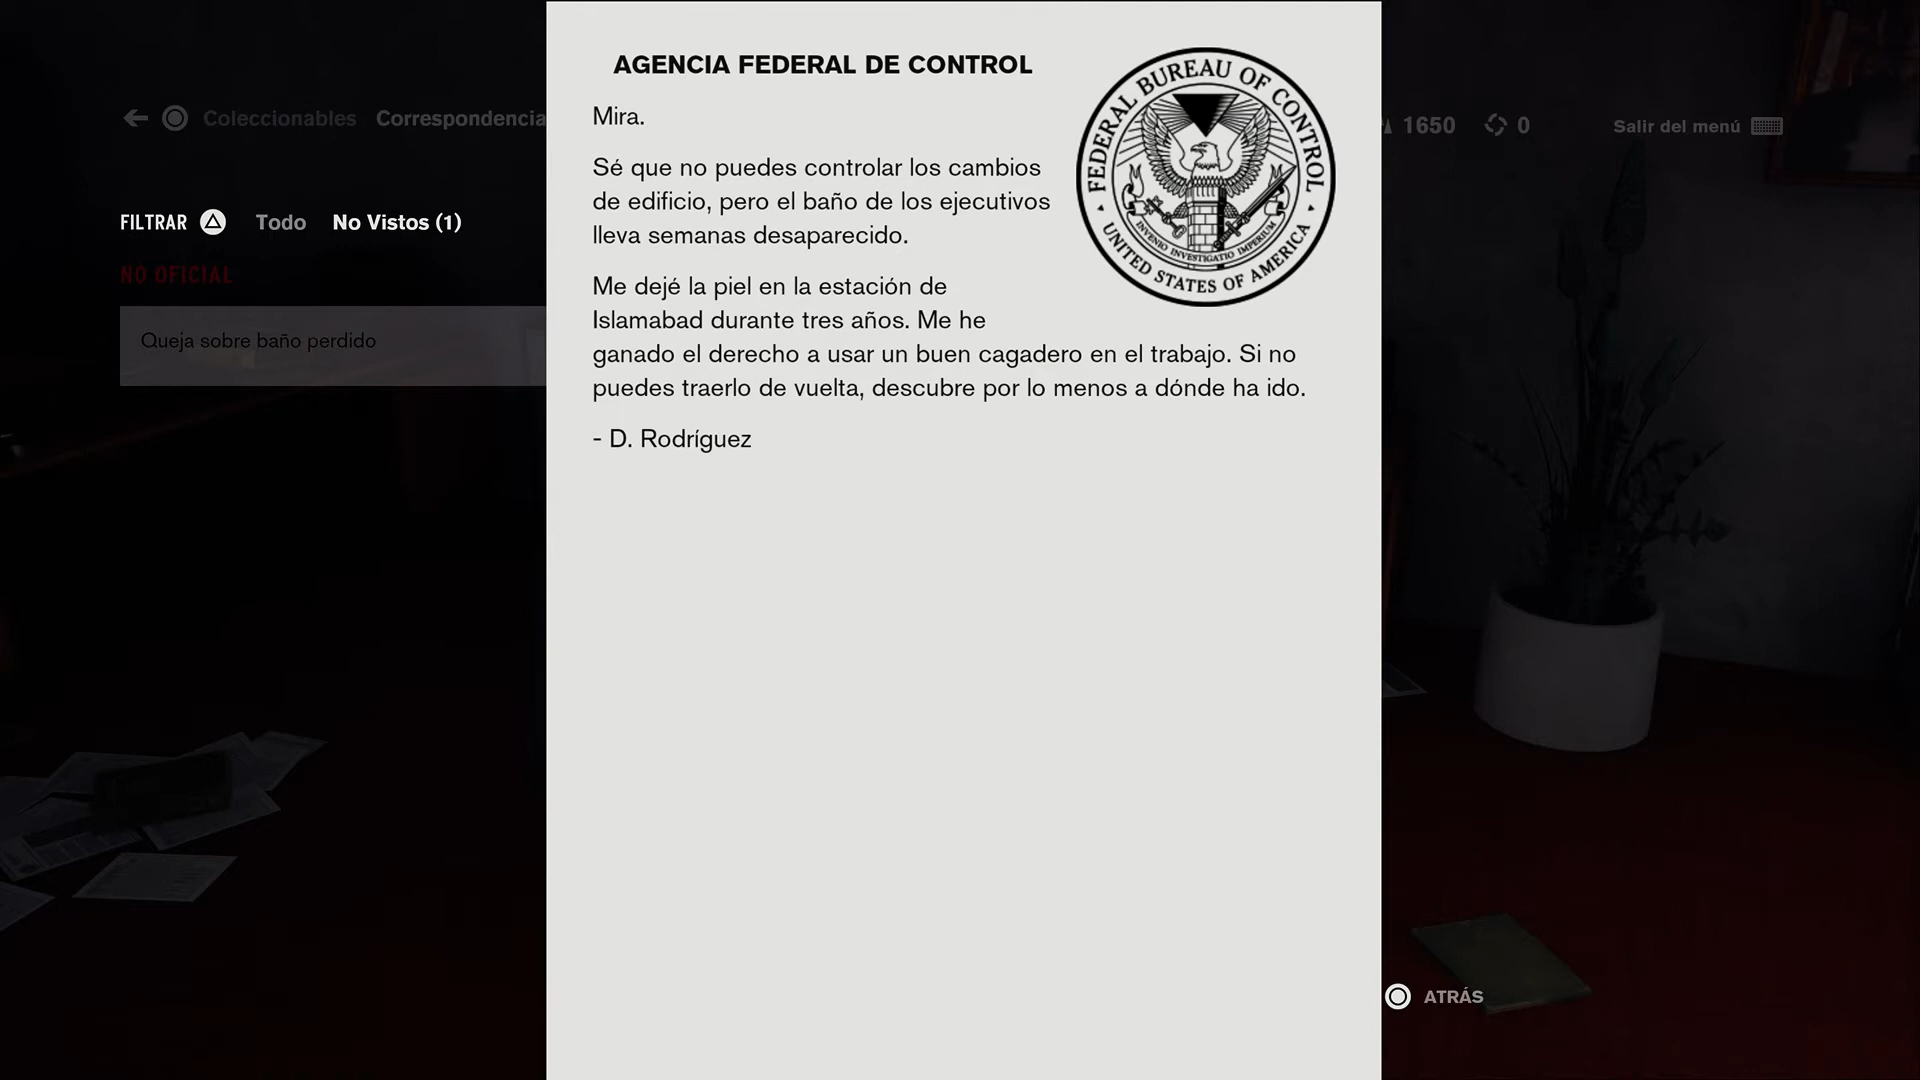 AGENCIA FEDERAL DE CONTROL
FEDERAL BUREAU OF CONTROL
UNITED STATES OF AMERICA
INVENIO INVESTIGATIO IMPERIUM
Mira.
Sé que no puedes controlar los cambios
de edificio, pero el baño de los ejecutivos
lleva semanas desaparecido.
Me dejé la piel en la estación de
Islamabad durante tres años. Me he
ganado el derecho a usar un buen cagadero en el trabajo. Si no
puedes traerlo de vuelta, descubre por lo menos a dónde ha ido.
- D. Rodríguez
Coleccionables Correspondencia
1650 0 Salir del menú
FILTRAR Todo No Vistos (1)
NO OFICIAL
Queja sobre baño perdido
ATRÁS